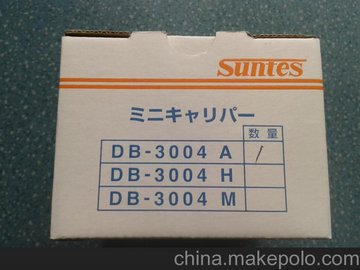 Suntes
ミニキャリパー
数量
DB-3004 A /
DB-3004 H
DB-3004 M
china.makepolo.com